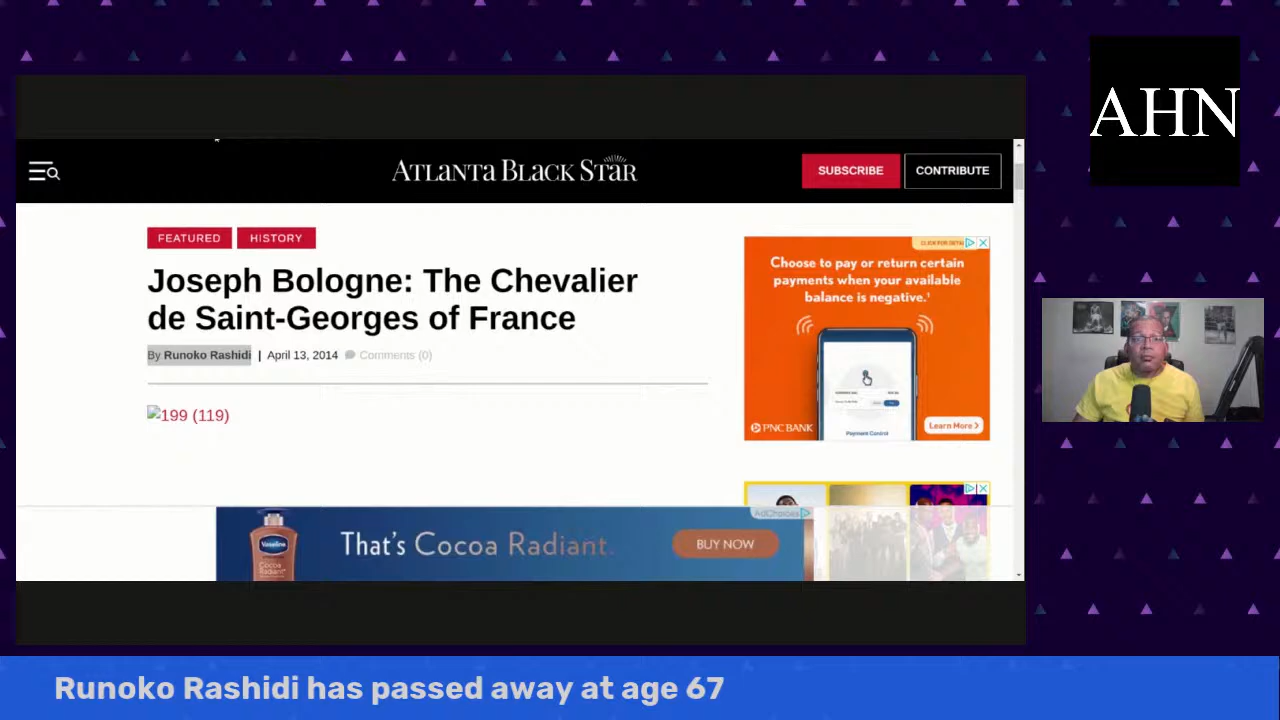 AHN
ATLANTA BLACK STAR
SUBSCRIBE
CONTRIBUTE
FEATURED
HISTORY
Joseph Bologne: The Chevalier
de Saint-Georges of France
By Runoko Rashidi | April 13, 2014 Comments (0)
199 (119)
Choose to pay or return certain
payments when your available
balance is negative.¹
Payment Control
PNC BANK
Learn More >
AdChoices
Vaseline
Cocoa
Radiant
That's Cocoa Radiant.
BUY NOW
Runoko Rashidi has passed away at age 67